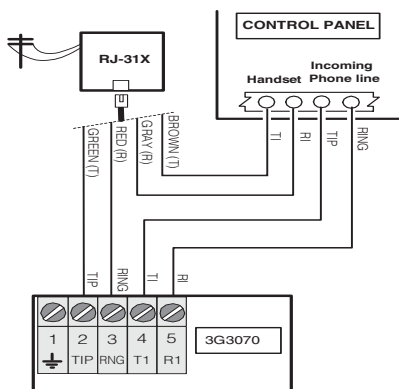 CONTROL PANEL
RJ-31X
Incoming
Handset Phone line
TI RI TIP RING
GREEN (T) RED (R) GRAY (R) BROWN (T)
TIP RING TI RI
1 2 3 4 5
TIP RNG T1 R1
3G3070